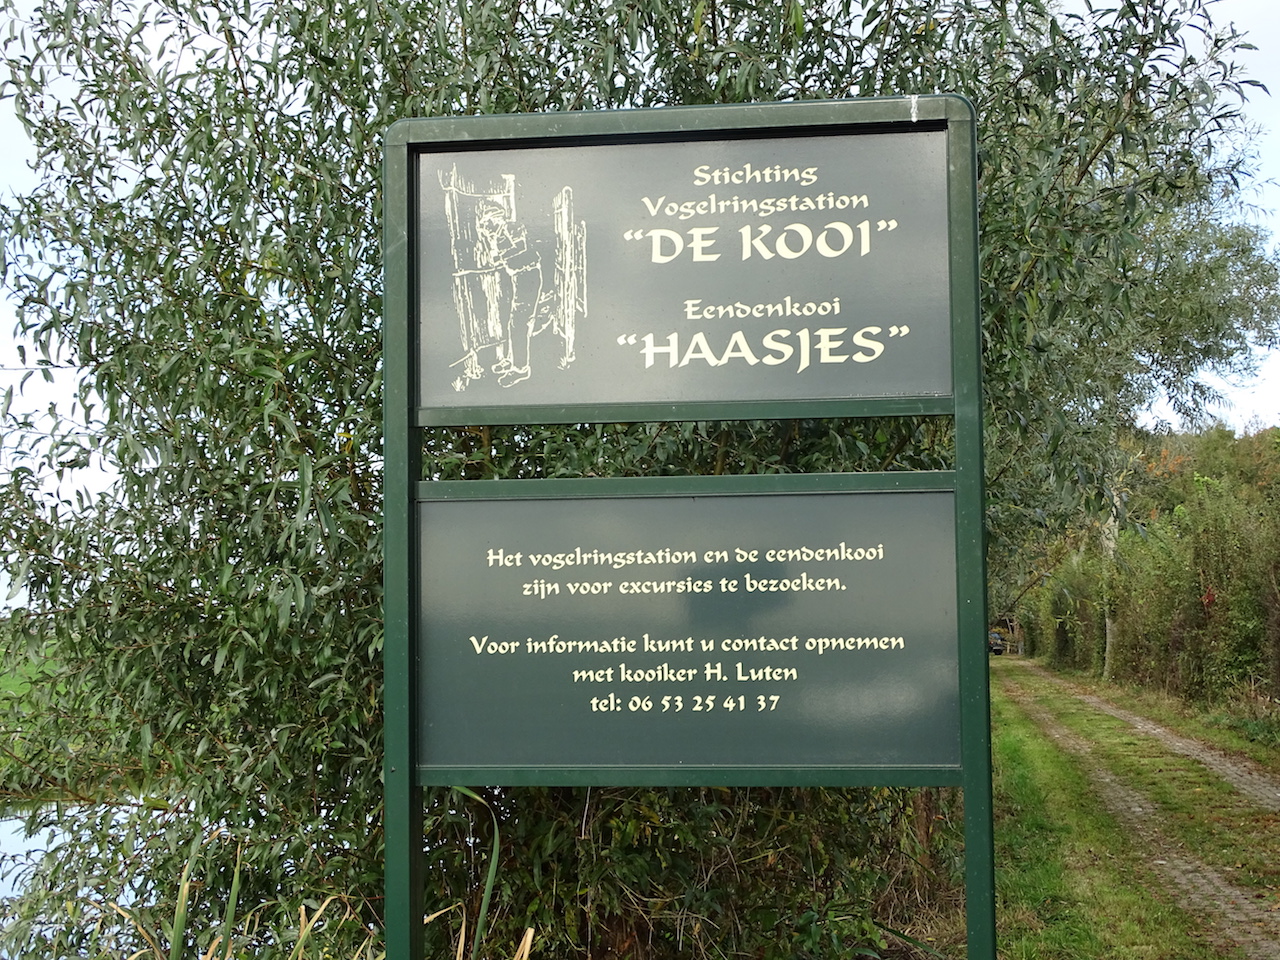 Stichting
Vogelringstation
“DE KOOI”
Eendenkooi
“HAASJES”
Het vogelringstation en de eendenkooi
zijn voor excursies te bezoeken.
Voor informatie kunt u contact opnemen
met kooiker H. Luten
tel: 06 53 25 41 37